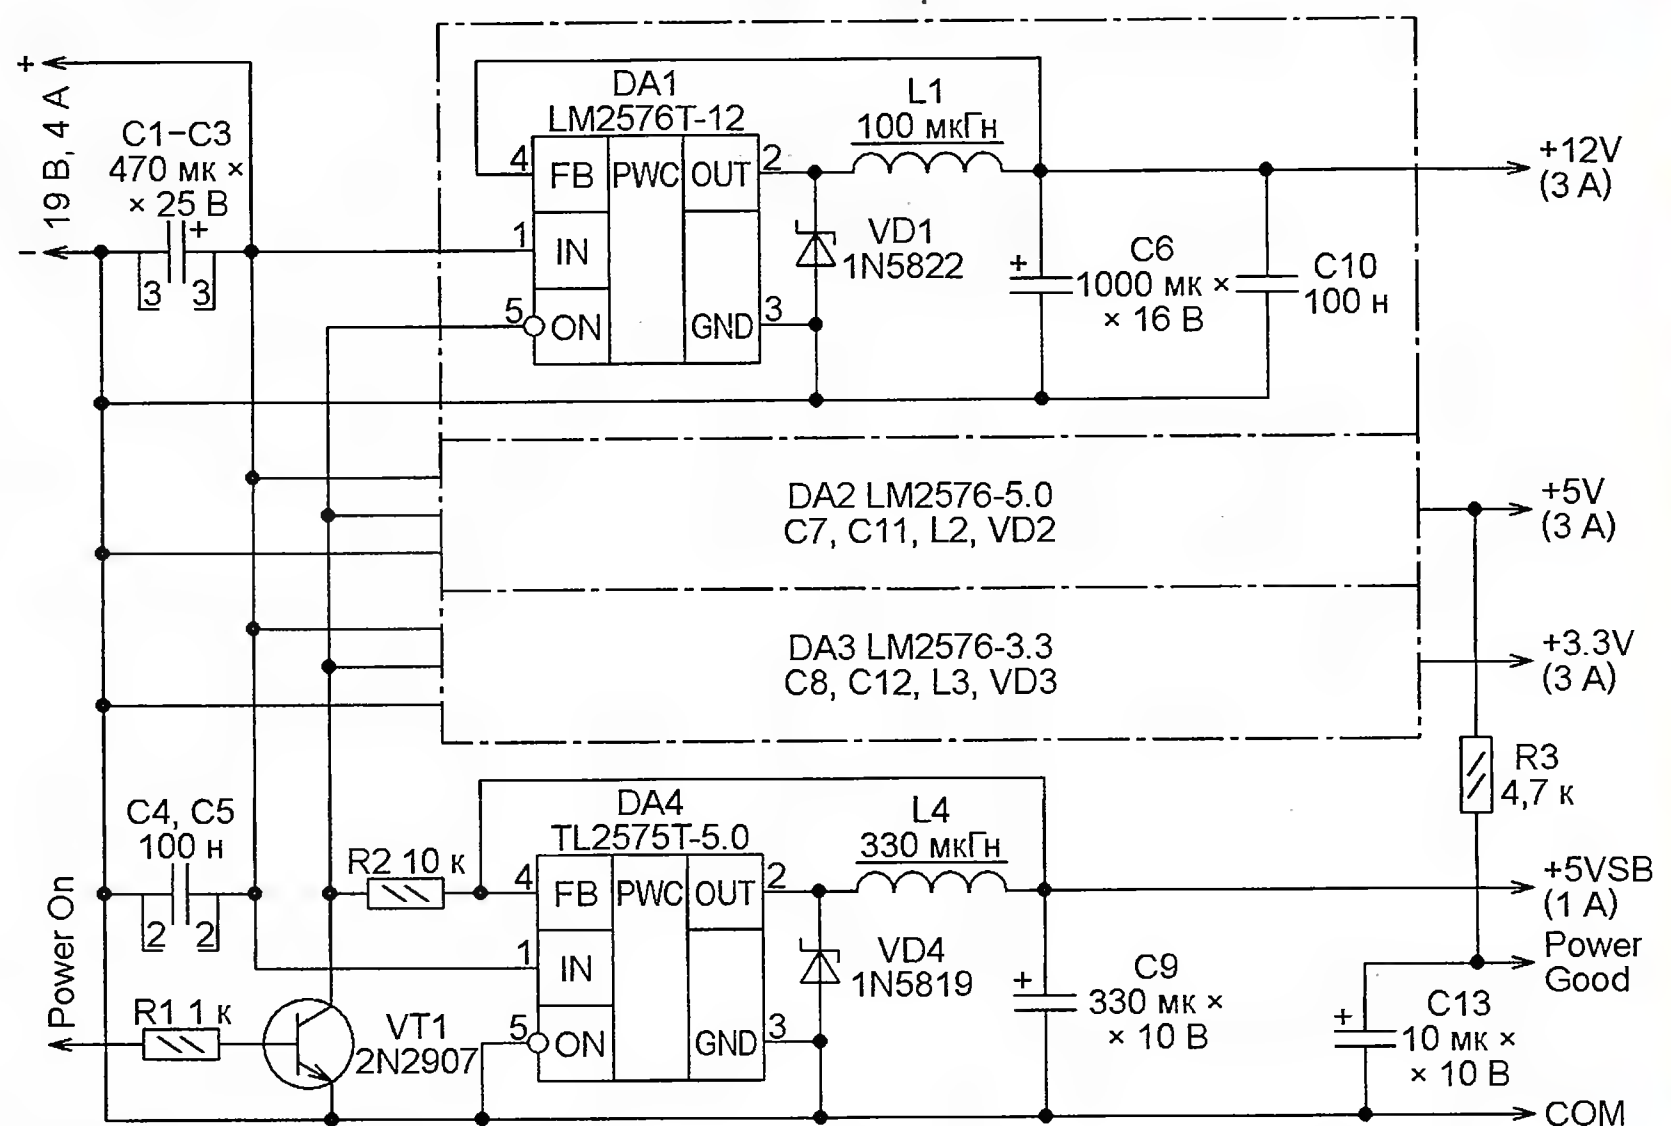 +
19 В, 4 А
−
C1−C3
470 мк ×
× 25 В
+
3
3
DA1
LM2576T-12
4
FB
PWC
OUT
2
1
IN
5
ON
GND
3
L1
100 мкГн
VD1
1N5822
+
C6
1000 мк ×
× 16 В
C10
100 н
+12V
(3 A)
DA2 LM2576-5.0
C7, C11, L2, VD2
+5V
(3 A)
DA3 LM2576-3.3
C8, C12, L3, VD3
+3.3V
(3 A)
R3
4,7 к
C4, C5
100 н
2
2
R2 10 к
DA4
TL2575T-5.0
4
FB
PWC
OUT
2
1
IN
5
ON
GND
3
L4
330 мкГн
VD4
1N5819
+
C9
330 мк ×
× 10 В
+5VSB
(1 A)
Power
Good
+
C13
10 мк ×
× 10 В
Power On
R1 1 к
VT1
2N2907
COM